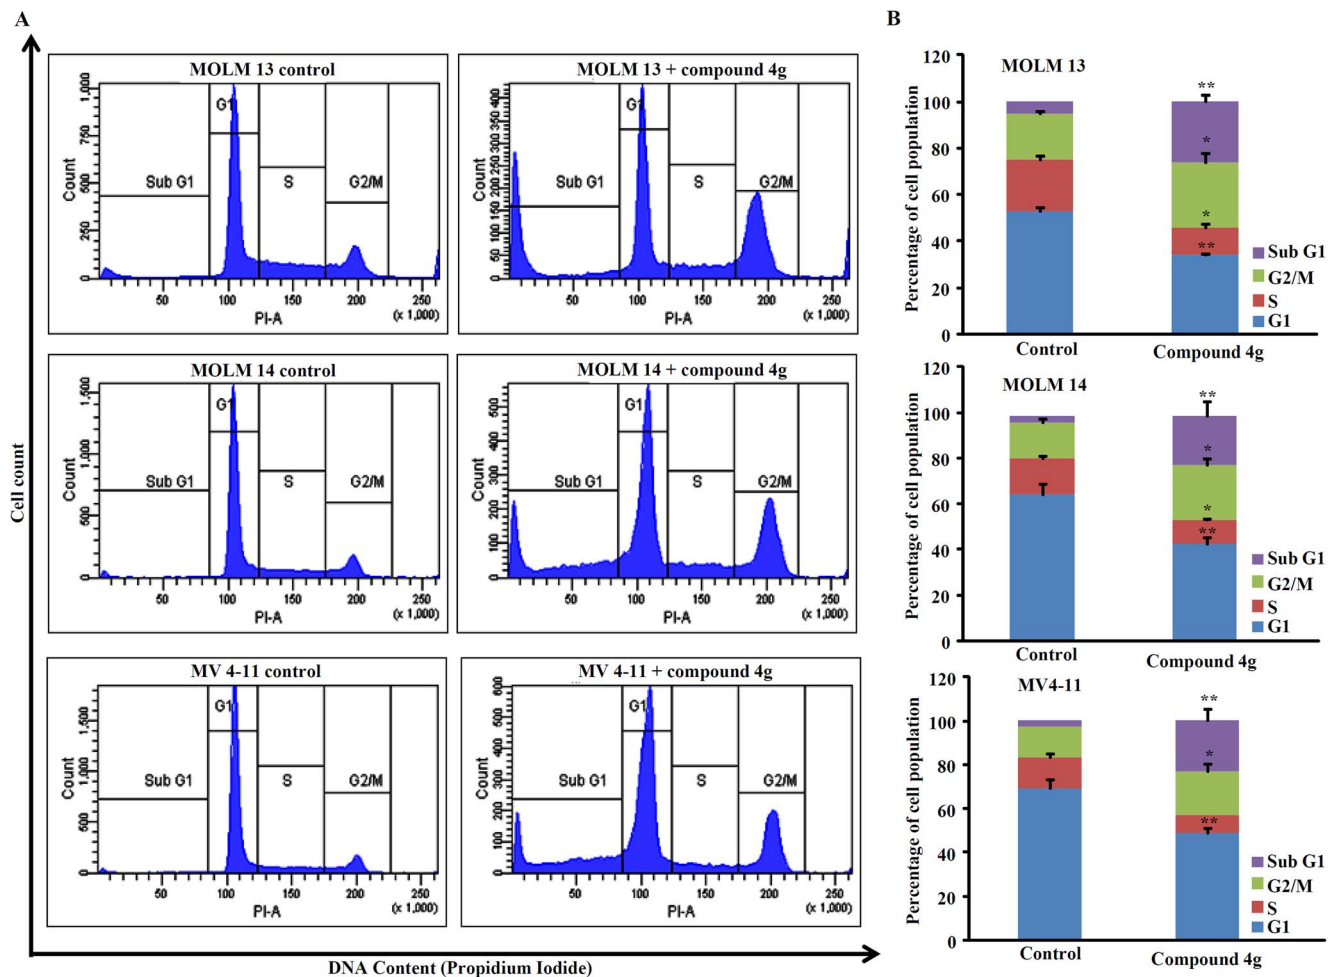 A
B
MOLM 13 control
1,000
750
500
250
0
Count
G1
Sub G1
S
G2/M
50 100 150 200 250
PI-A
(x 1,000)
MOLM 13 + compound 4g
400
350
300
250
200
150
100
50
0
Count
G1
Sub G1
S
G2/M
50 100 150 200 250
PI-A
(x 1,000)
MOLM 14 control
1,500
1,000
500
0
Count
G1
Sub G1
S
G2/M
50 100 150 200 250
PI-A
(x 1,000)
MOLM 14 + compound 4g
500
400
300
200
100
0
Count
G1
Sub G1
S
G2/M
50 100 150 200 250
PI-A
(x 1,000)
MV 4-11 control
1,500
1,000
500
0
Count
G1
Sub G1
S
G2/M
50 100 150 200 250
PI-A
(x 1,000)
MV 4-11 + compound 4g
600
500
400
300
200
100
0
Count
G1
Sub G1
S
G2/M
50 100 150 200 250
PI-A
(x 1,000)
Cell count
DNA Content (Propidium Iodide)
MOLM 13
Percentage of cell population
120
100
80
60
40
20
0
**
*
*
**
Sub G1
G2/M
S
G1
Control Compound 4g
MOLM 14
Percentage of cell population
120
100
80
60
40
20
0
**
*
*
**
Sub G1
G2/M
S
G1
Control Compound 4g
MV4-11
Percentage of cell population
120
100
80
60
40
20
0
**
*
**
Sub G1
G2/M
S
G1
Control Compound 4g